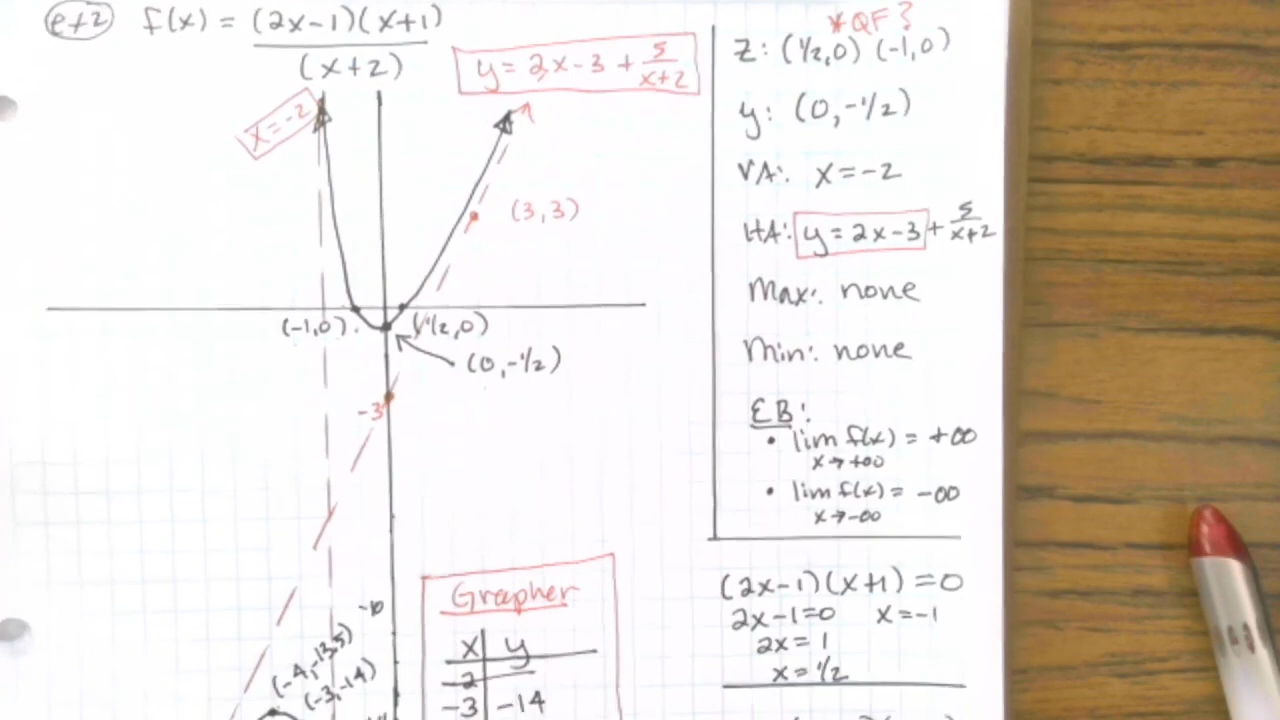 ex2 f(x) = (2x-1)(x+1)
(x+2)
y = 2x-3 + 5/x+2
x=-2
(3,3)
(-1,0)
(1/2,0)
(0,-1/2)
-3
-10
(-4,-13.5)
(-3,-14)
Grapher
x y
-2
-3 -14
*QF?
Z: (1/2,0) (-1,0)
y: (0,-1/2)
VA: x=-2
HA: y=2x-3 + 5/x+2
Max: none
Min: none
EB:
• lim f(x) = +∞
x→+∞
• lim f(x) = -∞
x→-∞
(2x-1)(x+1)=0
2x-1=0 x=-1
2x=1
x=1/2